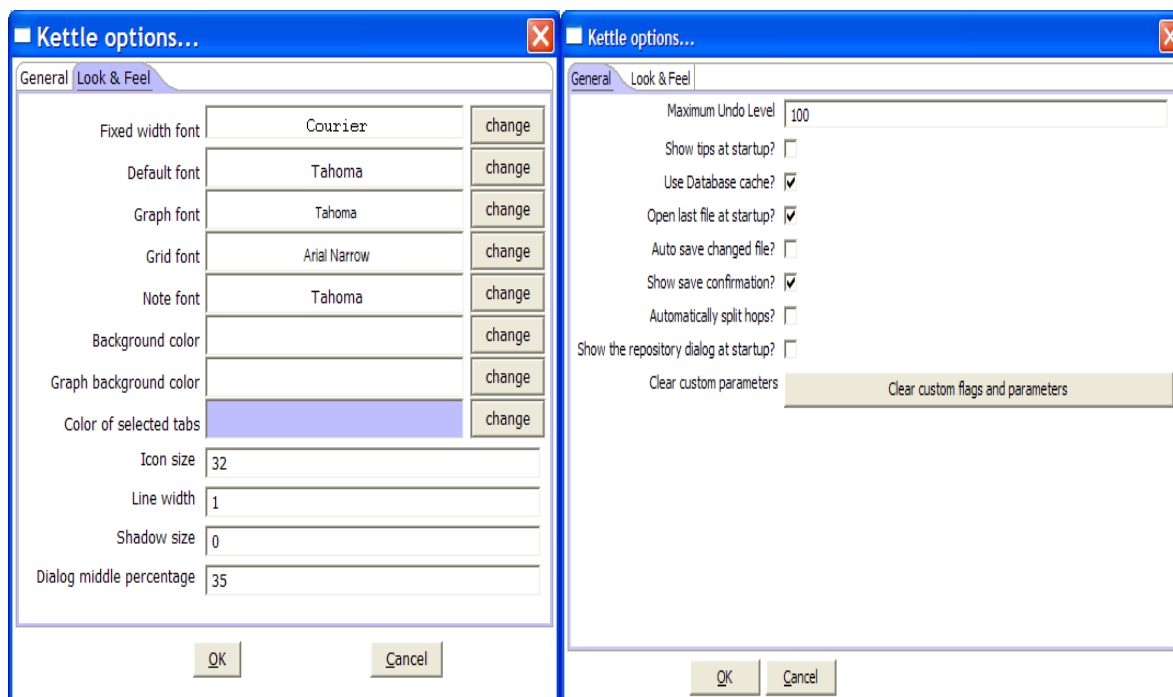 Kettle options...
General Look & Feel
Fixed width font Courier change
Default font Tahoma change
Graph font Tahoma change
Grid font Arial Narrow change
Note font Tahoma change
Background color change
Graph background color change
Color of selected tabs change
Icon size 32
Line width 1
Shadow size 0
Dialog middle percentage 35
OK Cancel
Kettle options...
General Look & Feel
Maximum Undo Level 100
Show tips at startup?
Use Database cache?
Open last file at startup?
Auto save changed file?
Show save confirmation?
Automatically split hops?
Show the repository dialog at startup?
Clear custom parameters Clear custom flags and parameters
OK Cancel